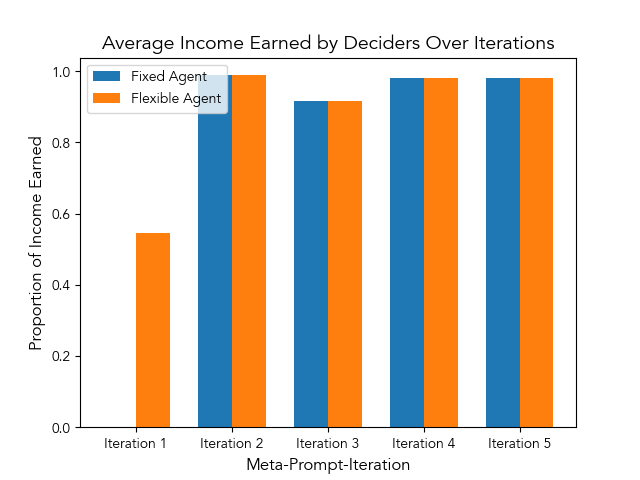 Average Income Earned by Deciders Over Iterations
Fixed Agent
Flexible Agent
Proportion of Income Earned
1.0
0.8
0.6
0.4
0.2
0.0
Iteration 1
Iteration 2
Iteration 3
Iteration 4
Iteration 5
Meta-Prompt-Iteration